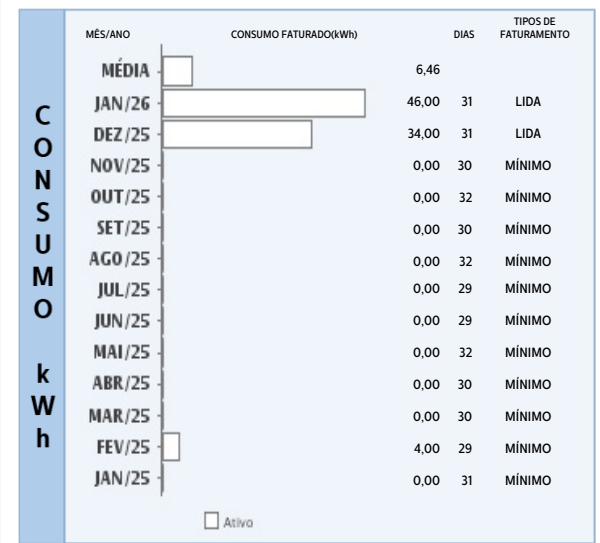 CONSUMO kWh
MÊS/ANO CONSUMO FATURADO(kWh) DIAS TIPOS DE FATURAMENTO
MÉDIA 6,46
JAN/26 46,00 31 LIDA
DEZ/25 34,00 31 LIDA
NOV/25 0,00 30 MÍNIMO
OUT/25 0,00 32 MÍNIMO
SET/25 0,00 30 MÍNIMO
AGO/25 0,00 32 MÍNIMO
JUL/25 0,00 29 MÍNIMO
JUN/25 0,00 29 MÍNIMO
MAI/25 0,00 32 MÍNIMO
ABR/25 0,00 30 MÍNIMO
MAR/25 0,00 30 MÍNIMO
FEV/25 4,00 29 MÍNIMO
JAN/25 0,00 31 MÍNIMO
Ativo